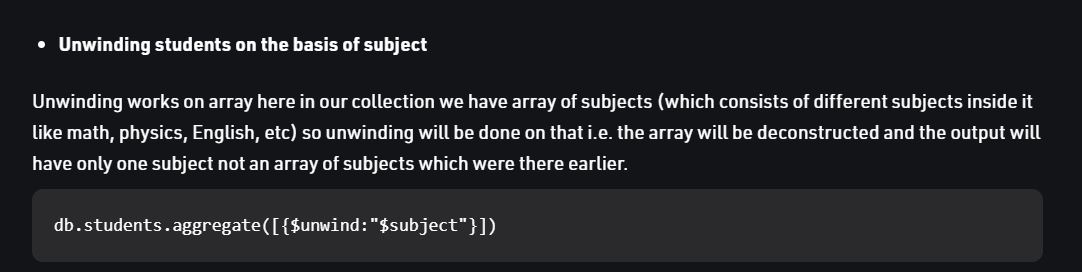 • Unwinding students on the basis of subject
Unwinding works on array here in our collection we have array of subjects (which consists of different subjects inside it
like math, physics, English, etc) so unwinding will be done on that i.e. the array will be deconstructed and the output will
have only one subject not an array of subjects which were there earlier.
db.students.aggregate([{$unwind:"$subject"}])